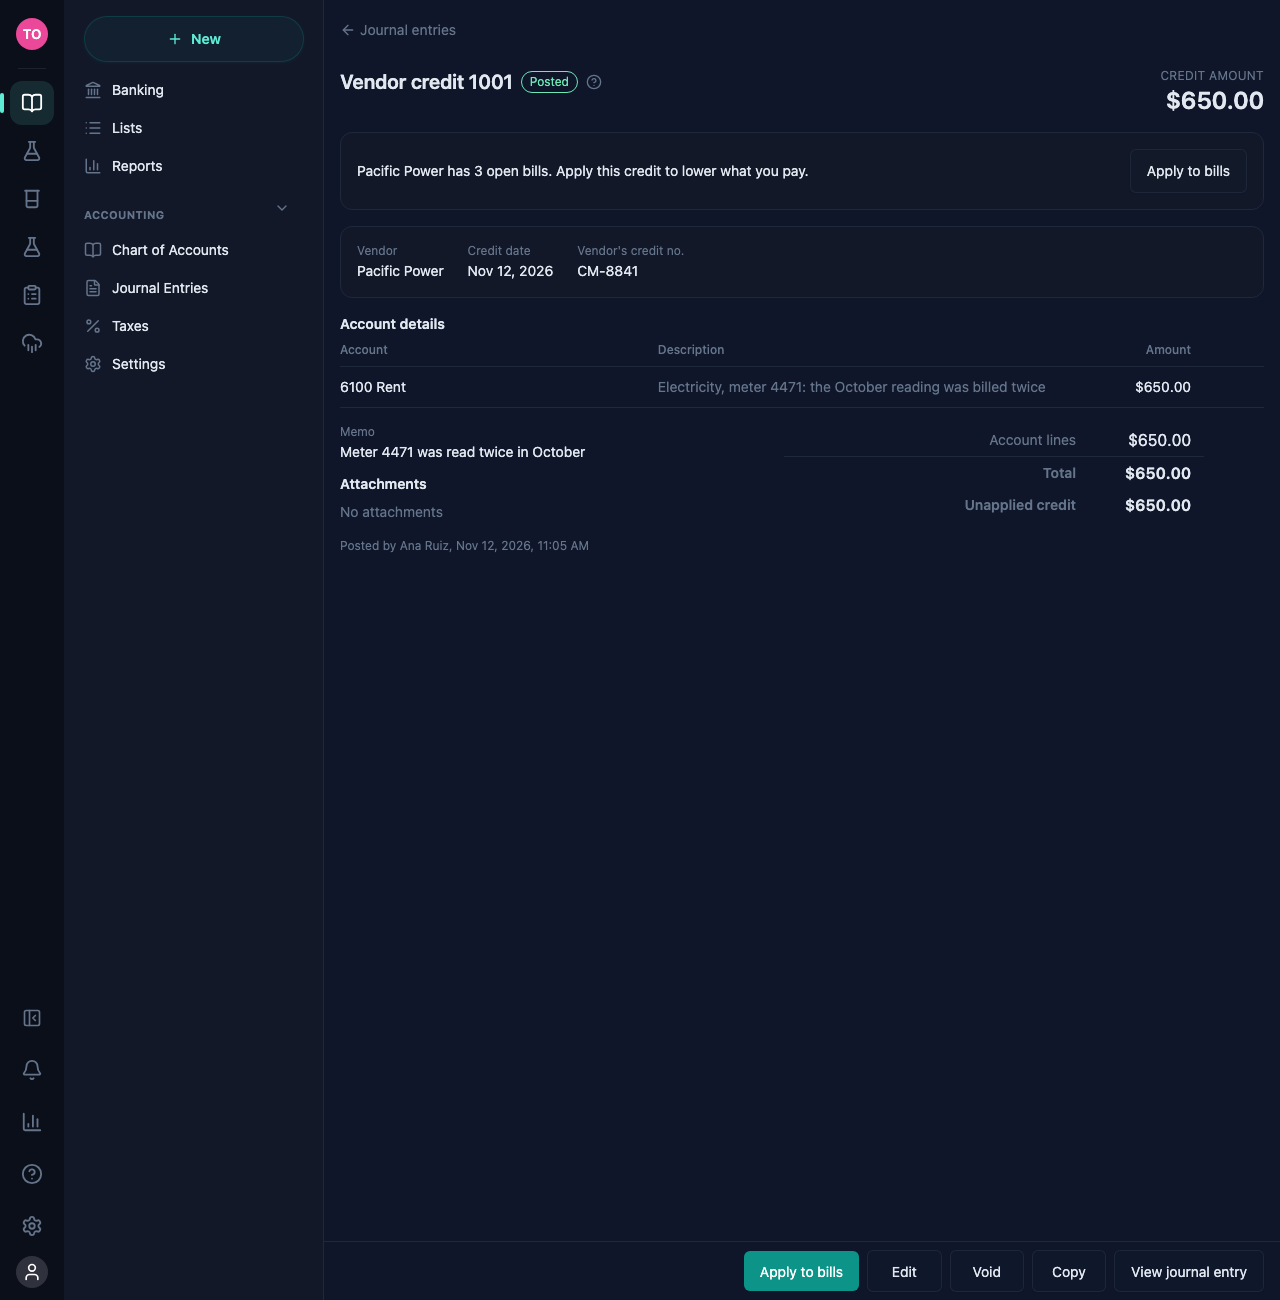 TO
New
Banking
Lists
Reports
ACCOUNTING
Chart of Accounts
Journal Entries
Taxes
Settings
Journal entries
Vendor credit 1001 Posted
CREDIT AMOUNT
$650.00
Pacific Power has 3 open bills. Apply this credit to lower what you pay.
Apply to bills
Vendor Credit date Vendor's credit no.
Pacific Power Nov 12, 2026 CM-8841
Account details
Account Description Amount
6100 Rent Electricity, meter 4471: the October reading was billed twice $650.00
Memo
Meter 4471 was read twice in October
Account lines $650.00
Total $650.00
Unapplied credit $650.00
Attachments
No attachments
Posted by Ana Ruiz, Nov 12, 2026, 11:05 AM
Apply to bills Edit Void Copy View journal entry